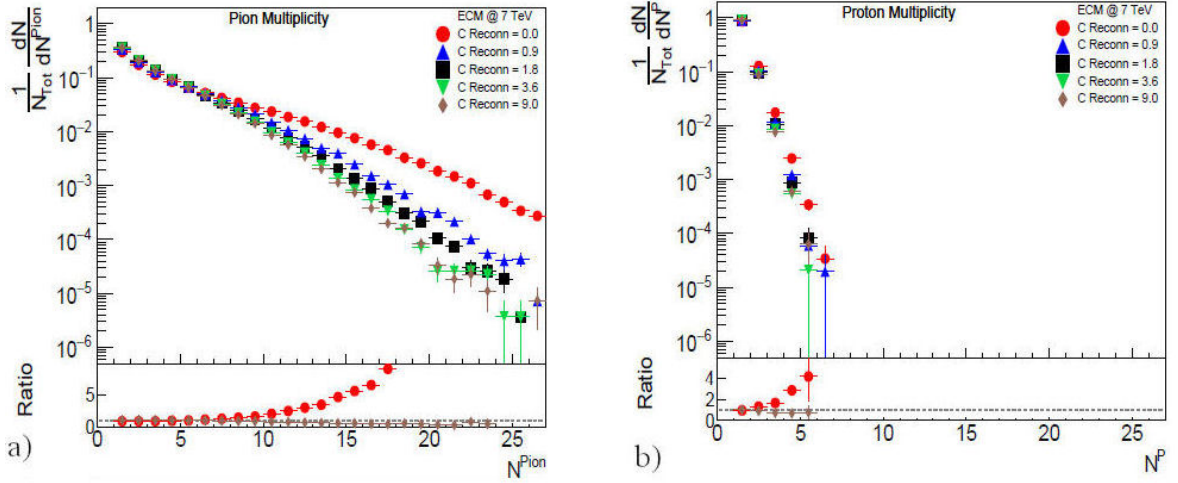 Pion Multiplicity
ECM @ 7 TeV
C Reconn = 0.0
C Reconn = 0.9
C Reconn = 1.8
C Reconn = 3.6
C Reconn = 9.0
1/N_Tot dN/dN^Pion
1
10^-1
10^-2
10^-3
10^-4
10^-5
10^-6
Ratio
5
0
0 5 10 15 20 25
N^Pion
a)
Proton Multiplicity
ECM @ 7 TeV
C Reconn = 0.0
C Reconn = 0.9
C Reconn = 1.8
C Reconn = 3.6
C Reconn = 9.0
1/N_Tot dN/dN^P
1
10^-1
10^-2
10^-3
10^-4
10^-5
10^-6
Ratio
4
2
0
0 5 10 15 20 25
N^P
b)